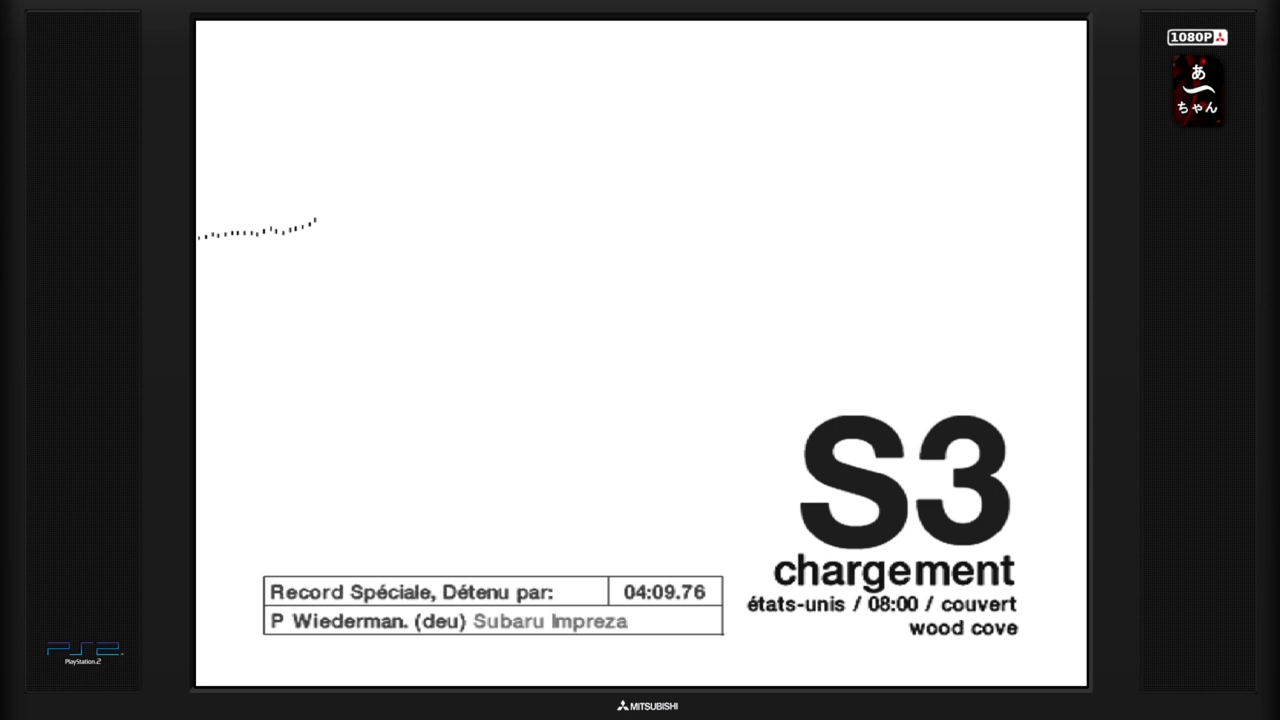 1080P
あ
ー
ちゃん
S3
chargement
états-unis / 08:00 / couvert
wood cove
Record Spéciale, Détenu par: 04:09.76
P Wiederman. (deu) Subaru Impreza
PS2
PlayStation.2
MITSUBISHI